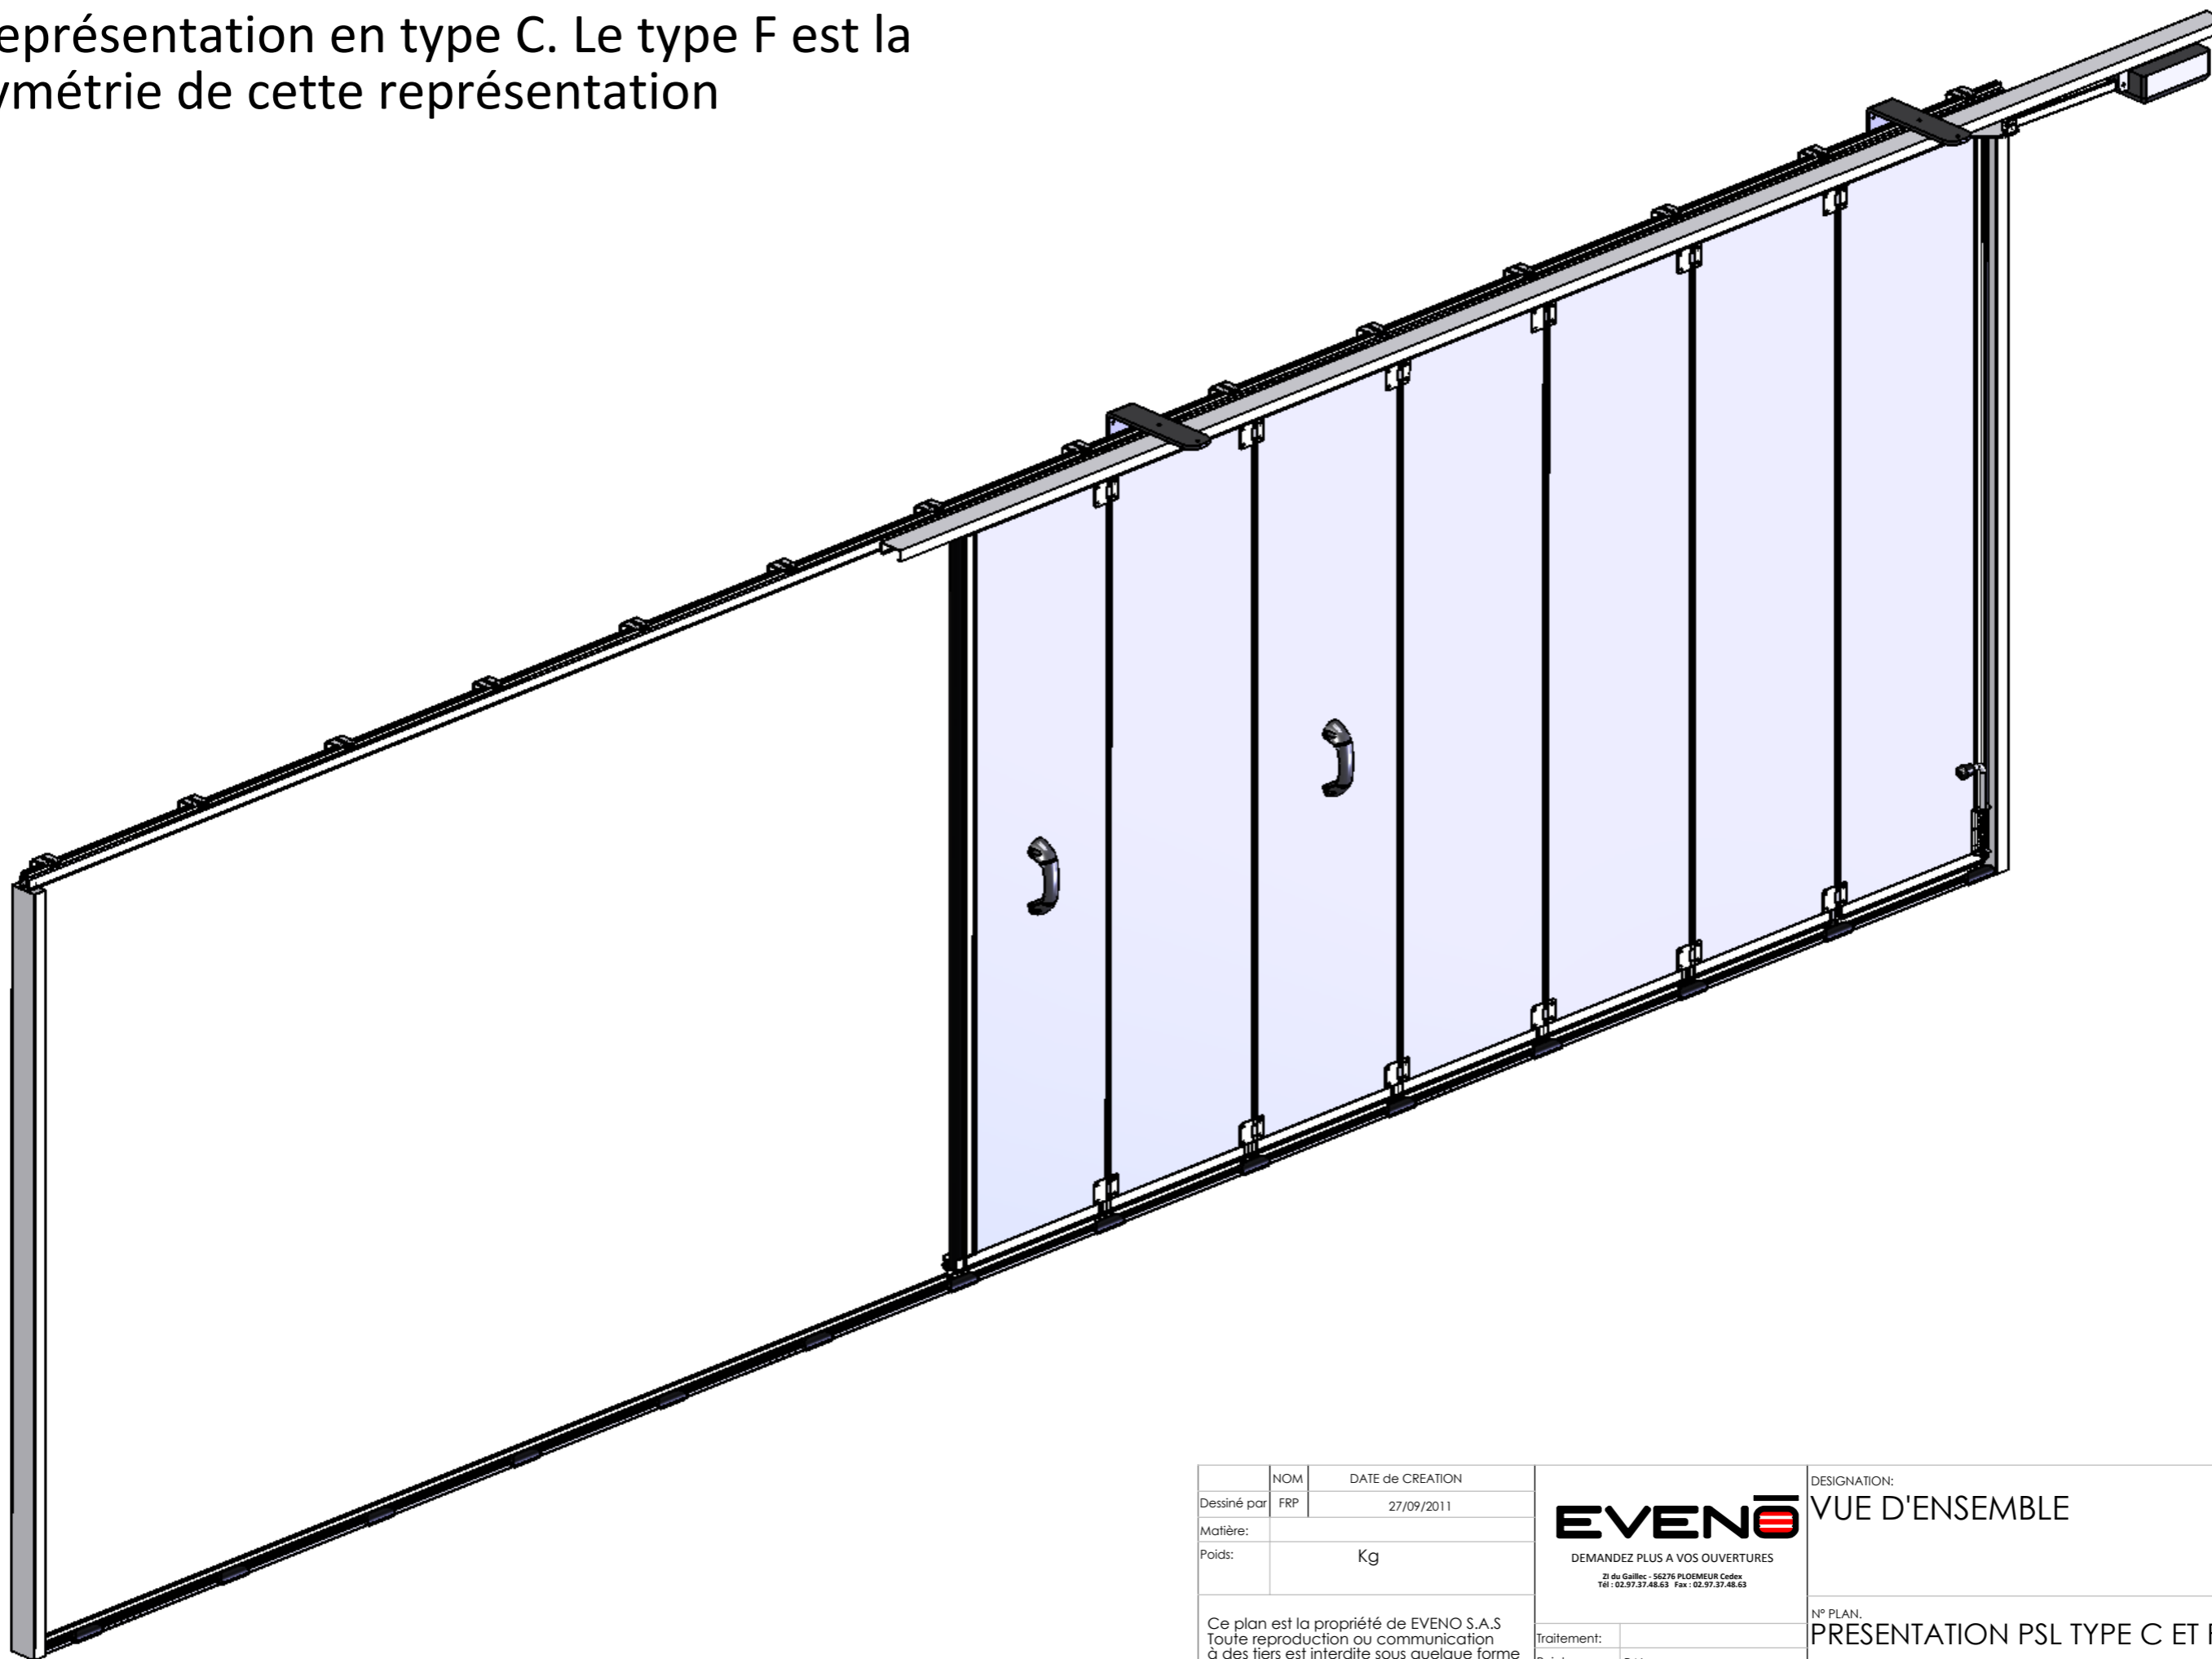 eprésentation en type C. Le type F est la
ymétrie de cette représentation
NOM DATE de CREATION
Dessiné par FRP 27/09/2011
Matière:
Poids: Kg
Ce plan est la propriété de EVENO S.A.S
Toute reproduction ou communication
à des tiers est interdite sous quelque forme
EVENO
DEMANDEZ PLUS A VOS OUVERTURES
ZI du Gaillec - 56276 PLOEMEUR Cedex
Tél : 02.97.37.48.63 Fax : 02.97.37.48.63
Traitement:
DESIGNATION:
VUE D'ENSEMBLE
N° PLAN.
PRESENTATION PSL TYPE C ET